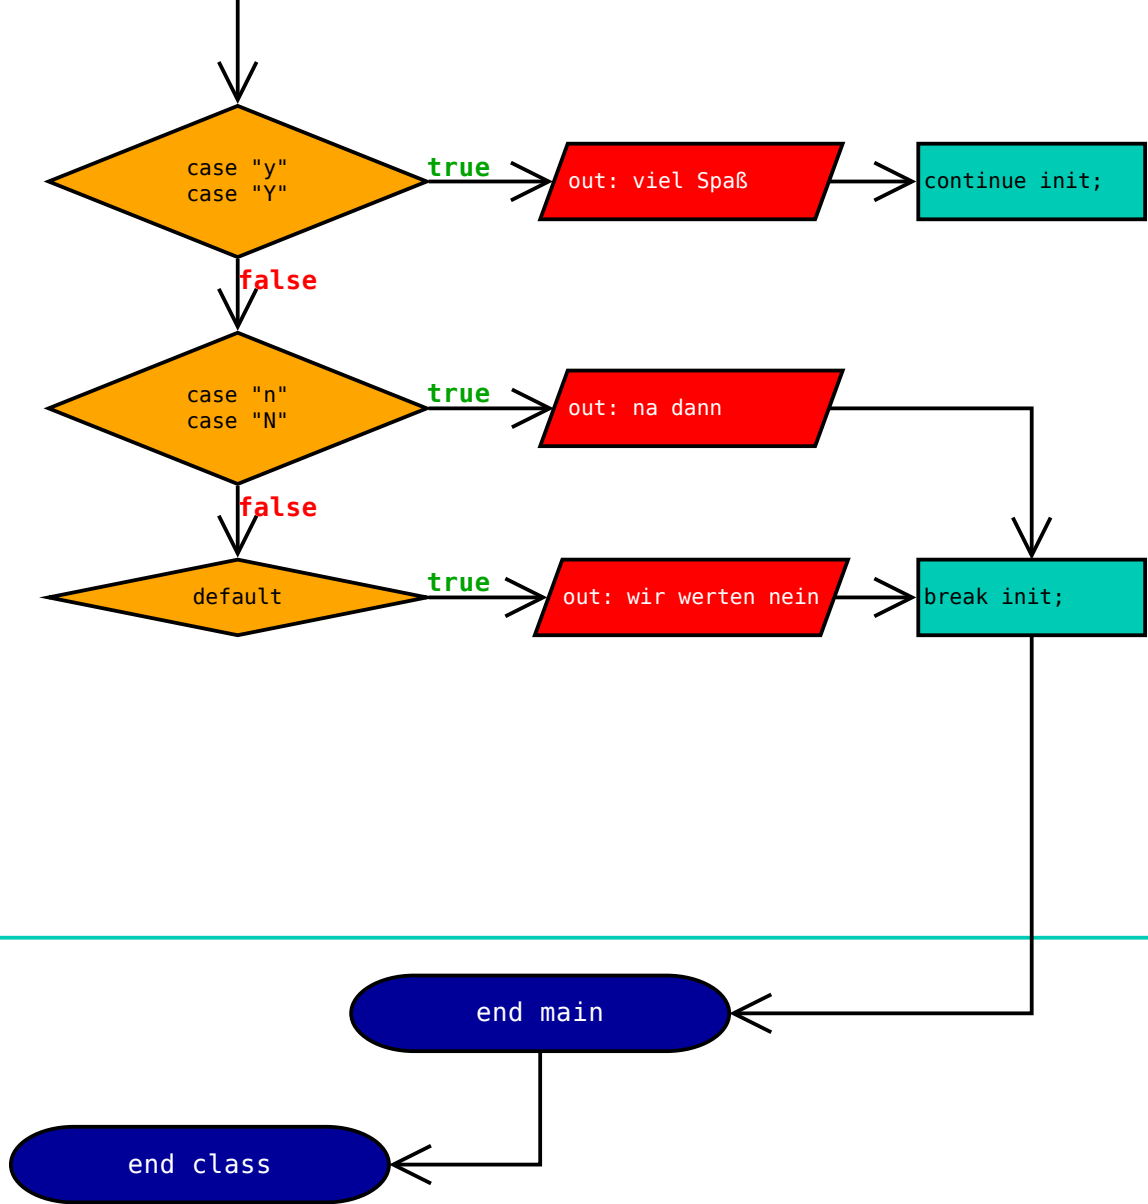 case "y"
case "Y"
true
out: viel Spaß
continue init;
false
case "n"
case "N"
true
out: na dann
false
default
true
out: wir werten nein
break init;
end main
end class